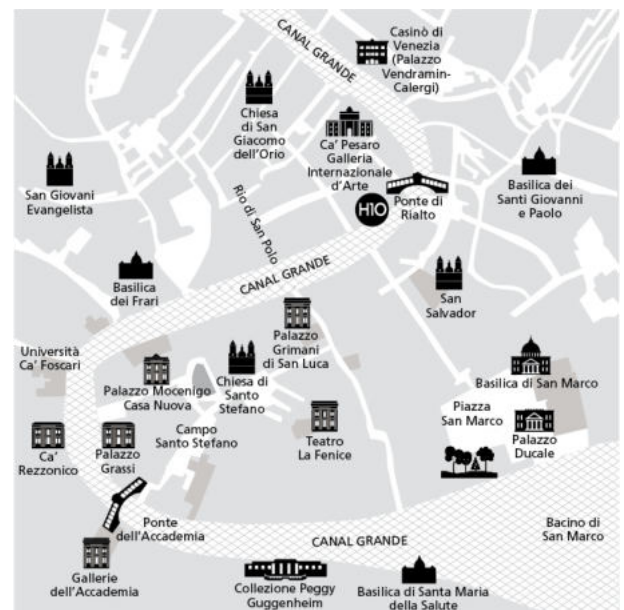 CANAL GRANDE
Casinò di
Venezia
(Palazzo
Vendramin-
Calergi)
Chiesa
di San
Giacomo
dell'Orio
Ca' Pesaro
Galleria
Internazionale
d'Arte
San Giovani
Evangelista
Rio di San Polo
H10
Ponte di
Rialto
Basilica dei
Santi Giovanni
e Paolo
Basilica
dei Frari
CANAL GRANDE
San
Salvador
Palazzo
Grimani
di San Luca
Università
Ca' Foscari
Palazzo Mocenigo
Casa Nuova
Chiesa di
Santo
Stefano
Basilica di San Marco
Campo
Santo Stefano
Piazza
San Marco
Ca'
Rezzonico
Palazzo
Grassi
Teatro
La Fenice
Palazzo
Ducale
Ponte
dell'Accademia
CANAL GRANDE
Bacino di
San Marco
Gallerie
dell'Accademia
Collezione Peggy
Guggenheim
Basilica di Santa Maria
della Salute